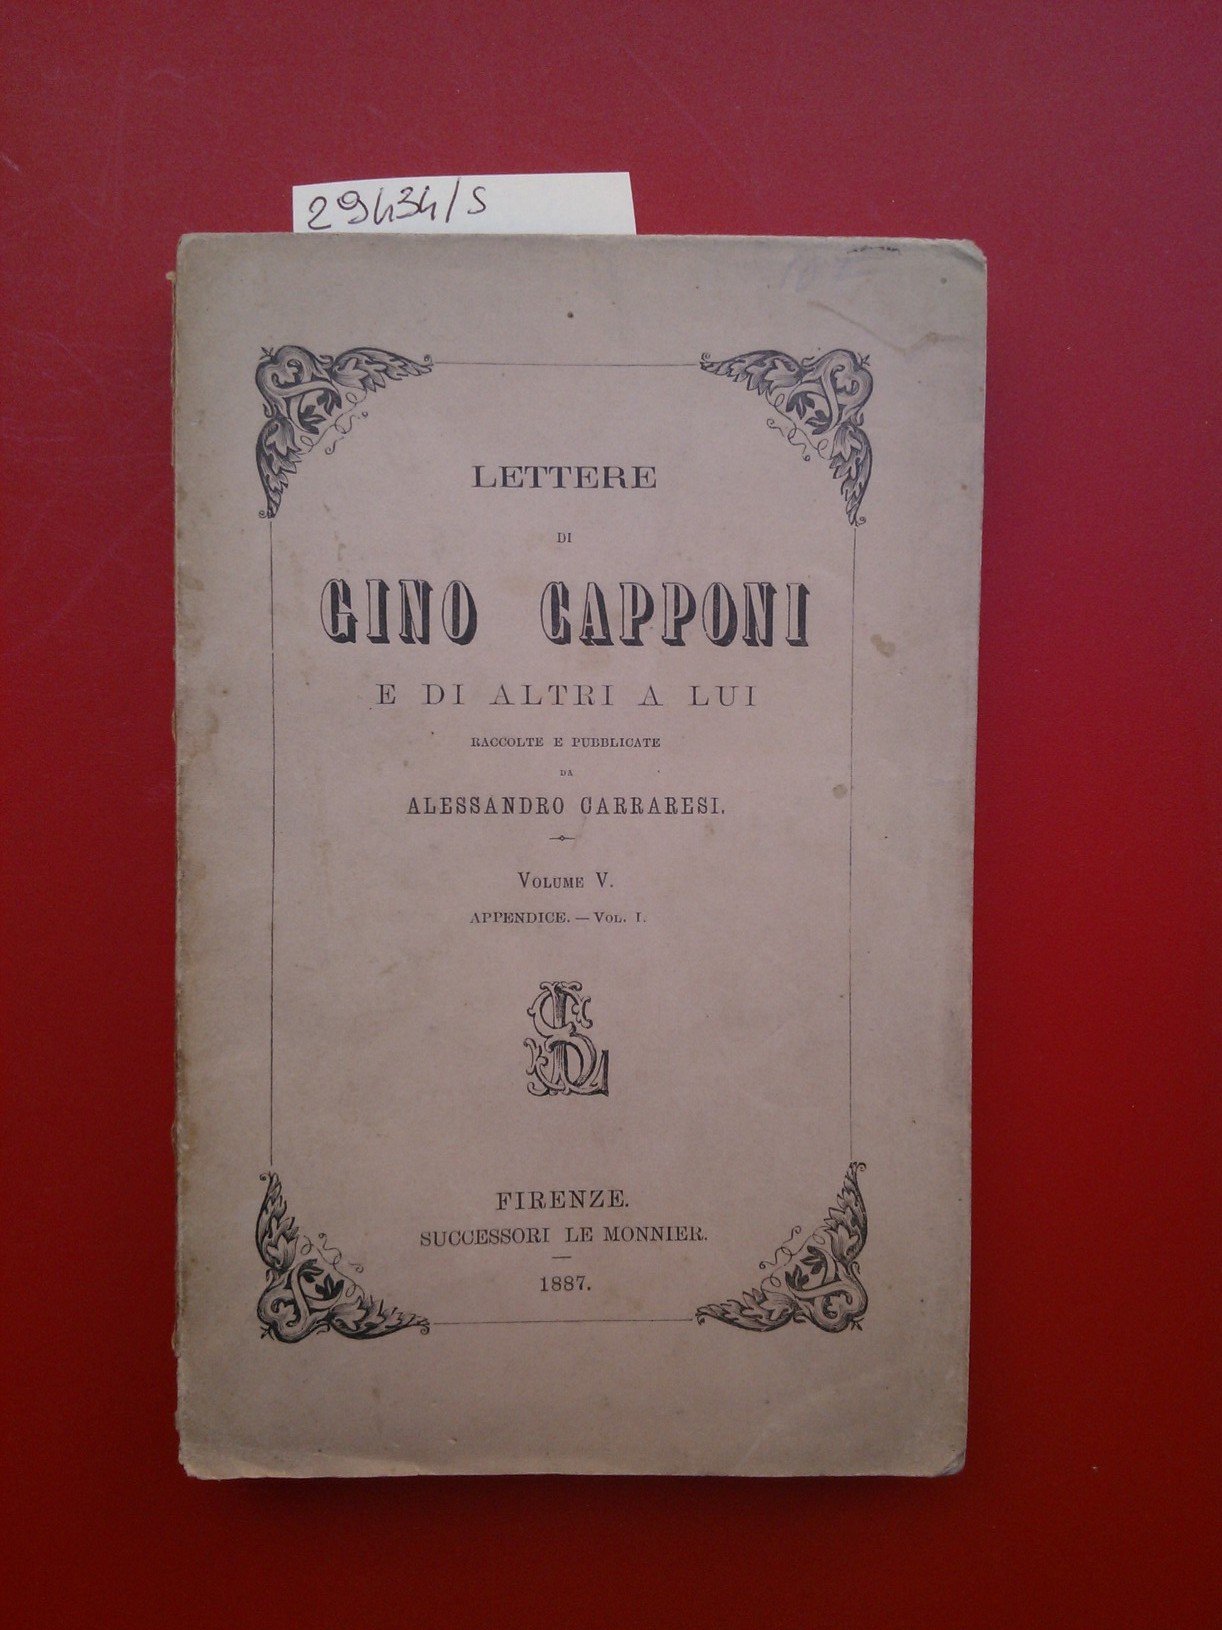 29434/S
LETTERE
DI
GINO CAPPONI
E DI ALTRI A LUI
RACCOLTE E PUBBLICATE
DA
ALESSANDRO CARRARESI.
VOLUME V.
APPENDICE. — VOL. I.
FIRENZE.
SUCCESSORI LE MONNIER.
1887.